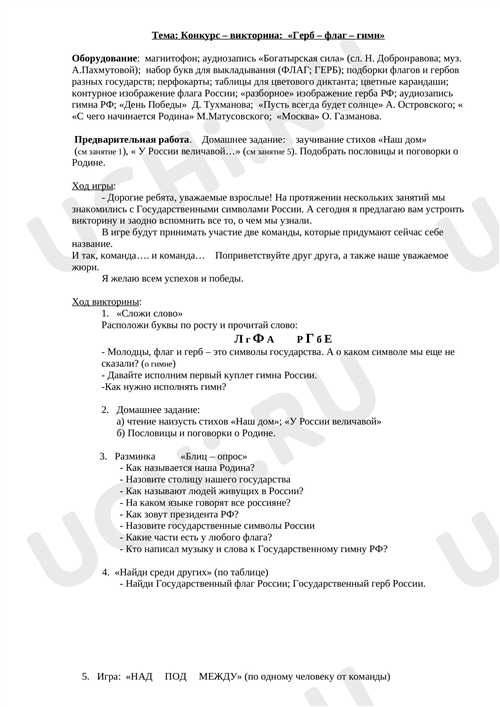 Тема: Конкурс – викторина:  «Герб – флаг – гимн»
Оборудование:  магнитофон; аудиозапись «Богатырская сила» (сл. Н. Добронравова; муз.
А.Пахмутовой);  набор букв для выкладывания (ФЛАГ; ГЕРБ); подборки флагов и гербов
разных государств; перфокарты; таблицы для цветового диктанта; цветные карандаши;
контурное изображение флага России; «разборное» изображение герба РФ; аудиозапись
гимна РФ; «День Победы»  Д. Тухманова;  «Пусть всегда будет солнце»  А. Островского; «
«С чего начинается Родина» М.Матусовского;  «Москва» О. Газманова.
Предварительная работа.    Домашнее задание:    заучивание стихов «Наш дом»
(см занятие 1), « У России величавой…» (см занятие 5). Подобрать пословицы и поговорки о
Родине.
Ход игры:
- Дорогие ребята, уважаемые взрослые! На протяжении нескольких занятий мы
знакомились с Государственными символами России. А сегодня я предлагаю вам устроить
викторину и заодно вспомнить все то, о чем мы узнали.
В игре будут принимать участие две команды, которые придумают сейчас себе
название.
И так, команда…. и команда…    Поприветствуйте друг друга, а также наше уважаемое
жюри.
Я желаю всем успехов и победы.
Ход викторины:
1.   «Сложи слово»
Расположи буквы по росту и прочитай слово:
Л г Ф А        Р Г б Е
- Молодцы, флаг и герб – это символы государства. А о каком символе мы еще не
сказали? (о гимне)
- Давайте исполним первый куплет гимна России.
-Как нужно исполнять гимн?
2.   Домашнее задание:
а) чтение наизусть стихов «Наш дом»; «У России величавой»
б) Пословицы и поговорки о Родине.
3.   Разминка        «Блиц – опрос»
- Как называется наша Родина?
- Назовите столицу нашего государства
- Как называют людей живущих в России?
- На каком языке говорят все россияне?
- Как зовут президента РФ?
- Назовите государственные символы России
- Какие части есть у любого флага?
- Кто написал музыку и слова к Государственному гимну РФ?
4.  «Найди среди других» (по таблице)
- Найди Государственный флаг России; Государственный герб России.
5.   Игра:  «НАД    ПОД    МЕЖДУ» (по одному человеку от команды)